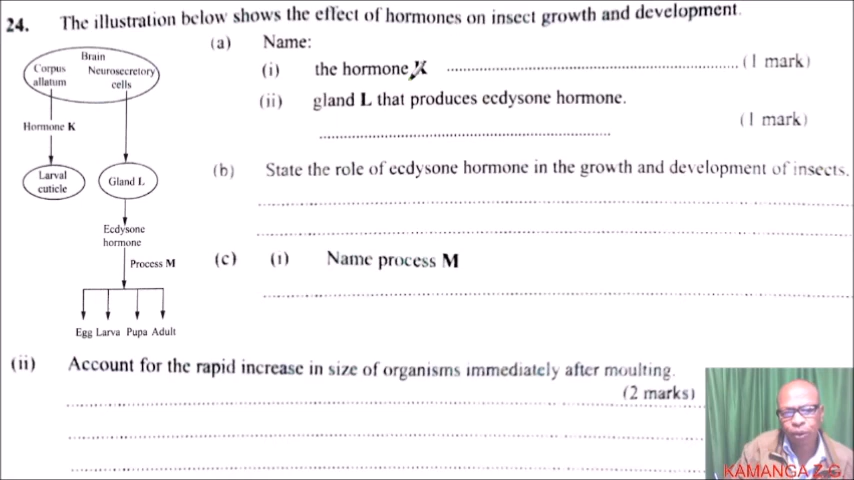 24. The illustration below shows the effect of hormones on insect growth and development.
Brain
Corpus allatum
Neurosecretory cells
Hormone K
Larval cuticle
Gland L
Ecdysone hormone
Process M
Egg Larva Pupa Adult
(a) Name:
(i) the hormone K (1 mark)
(ii) gland L that produces ecdysone hormone.
(1 mark)
(b) State the role of ecdysone hormone in the growth and development of insects.
(c) (i) Name process M
(ii) Account for the rapid increase in size of organisms immediately after moulting.
(2 marks)
KAMANGA Z G